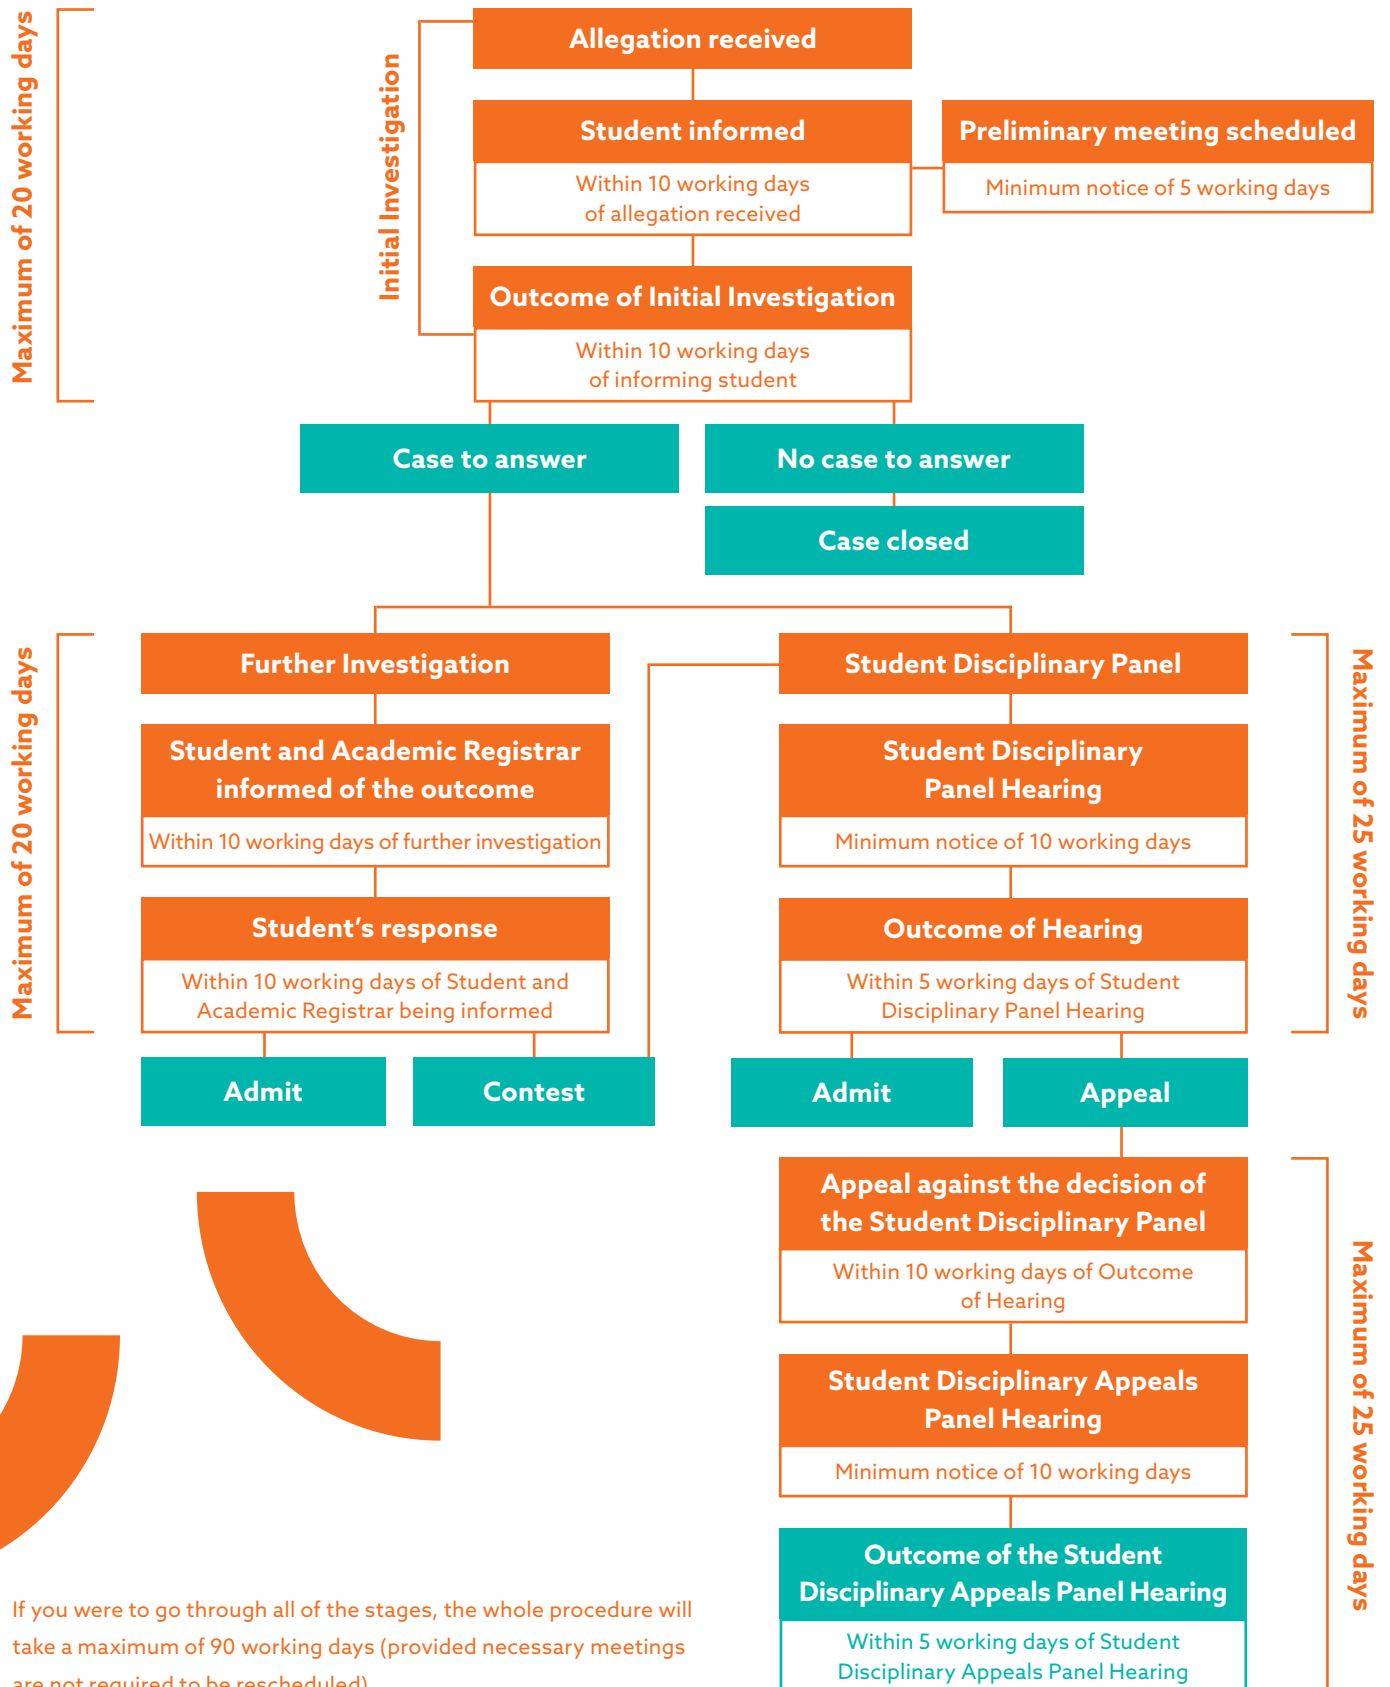 Maximum of 20 working days
Initial Investigation
Allegation received
Student informed
Within 10 working days
of allegation received
Preliminary meeting scheduled
Minimum notice of 5 working days
Outcome of Initial Investigation
Within 10 working days
of informing student
Case to answer
No case to answer
Case closed
Maximum of 20 working days
Further Investigation
Student and Academic Registrar
informed of the outcome
Within 10 working days of further investigation
Student’s response
Within 10 working days of Student and
Academic Registrar being informed
Admit
Contest
Student Disciplinary Panel
Student Disciplinary
Panel Hearing
Minimum notice of 10 working days
Outcome of Hearing
Within 5 working days of Student
Disciplinary Panel Hearing
Maximum of 25 working days
Admit
Appeal
Appeal against the decision of
the Student Disciplinary Panel
Within 10 working days of Outcome
of Hearing
Student Disciplinary Appeals
Panel Hearing
Minimum notice of 10 working days
Outcome of the Student
Disciplinary Appeals Panel Hearing
Within 5 working days of Student
Disciplinary Appeals Panel Hearing
Maximum of 25 working days
If you were to go through all of the stages, the whole procedure will
take a maximum of 90 working days (provided necessary meetings
are not required to be rescheduled)